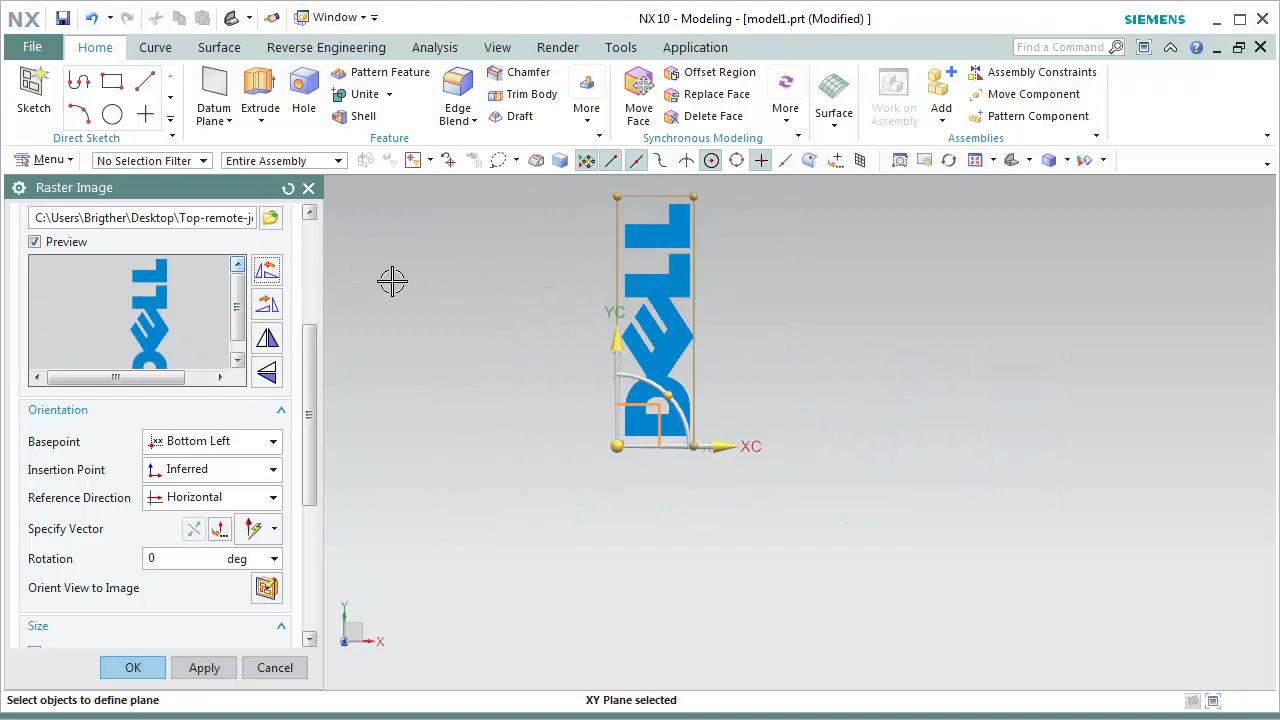 NX
Window
NX 10 - Modeling - [model1.prt (Modified) ]
SIEMENS
File
Home
Curve
Surface
Reverse Engineering
Analysis
View
Render
Tools
Application
Find a Command
Sketch
Direct Sketch
Datum
Plane
Extrude
Hole
Pattern Feature
Unite
Shell
Edge
Blend
Chamfer
Trim Body
Draft
More
Feature
Move
Face
Offset Region
Replace Face
Delete Face
More
Synchronous Modeling
Surface
Work on
Assembly
Add
Assembly Constraints
Move Component
Pattern Component
Assemblies
Menu
No Selection Filter
Entire Assembly
Raster Image
C:\Users\Brigther\Desktop\Top-remote-j
Preview
DELL
Orientation
Basepoint
Bottom Left
Insertion Point
Inferred
Reference Direction
Horizontal
Specify Vector
Rotation
0
deg
Orient View to Image
Size
OK
Apply
Cancel
DELL
YC
XC
Y
X
Select objects to define plane
XY Plane selected